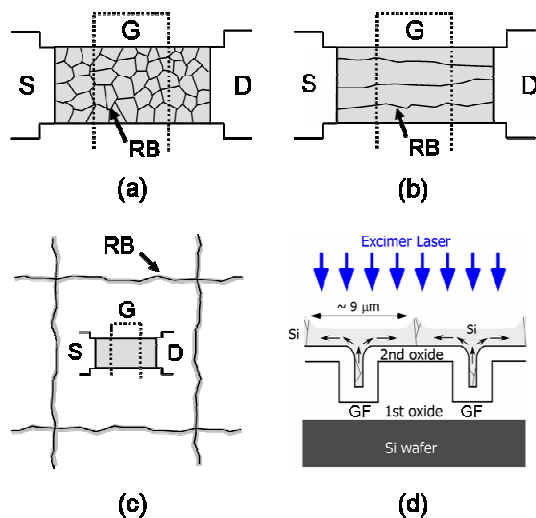 G
S
D
RB
(a)
G
S
D
RB
(b)
RB
G
S
D
(c)
Excimer Laser
~ 9 μm
Si
Si
2nd oxide
GF
1st oxide
GF
Si wafer
(d)